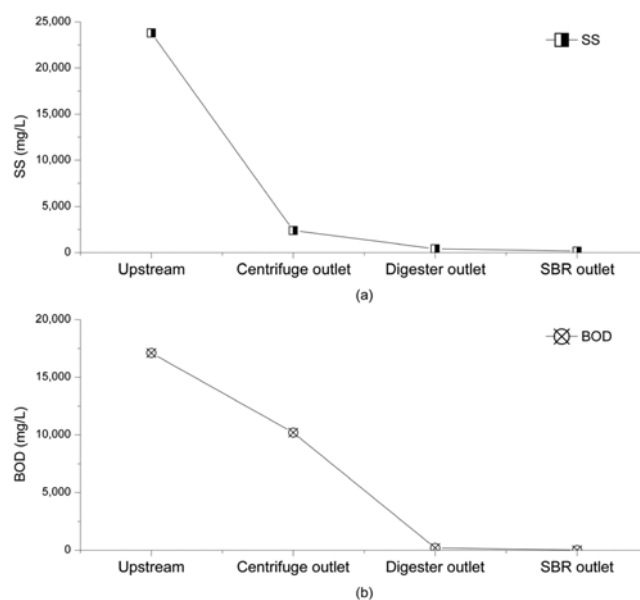 25,000
SS
20,000
15,000
SS (mg/L)
10,000
5,000
0
Upstream Centrifuge outlet Digester outlet SBR outlet
(a)
20,000
BOD
15,000
BOD (mg/L)
10,000
5,000
0
Upstream Centrifuge outlet Digester outlet SBR outlet
(b)